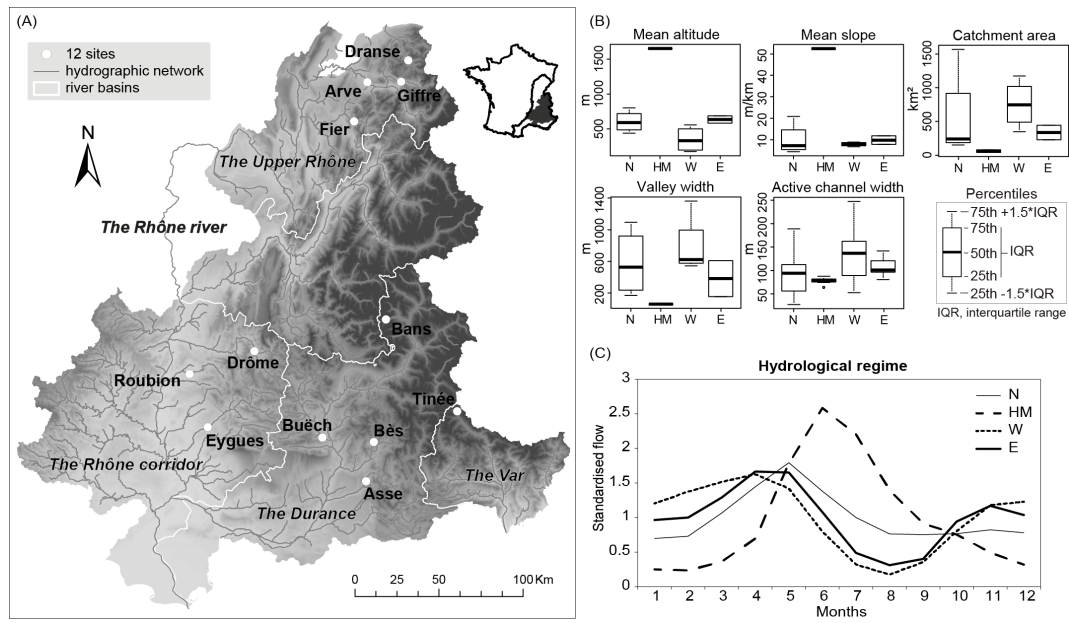 (A)
12 sites
hydrographic network
river basins
N
Dranse
Arve
Giffre
Fier
The Upper Rhône
The Rhône river
Bans
Drôme
Roubion
Tinée
Buëch
Bès
Eygues
The Rhône corridor
The Var
Asse
The Durance
0 25 50 100 Km
(B)
Mean altitude
m
1500
1000
500
N HM W E
Mean slope
m/km
50
40
30
20
10
N HM W E
Catchment area
km²
1500
1000
500
0
N HM W E
Valley width
m
1400
1000
600
200
N HM W E
Active channel width
m
250
200
150
100
50
N HM W E
Percentiles
75th +1.5*IQR
75th
50th
IQR
25th
25th -1.5*IQR
IQR, interquartile range
(C)
Hydrological regime
Standardised flow
3
2.5
2
1.5
1
0.5
0
N
HM
W
E
1 2 3 4 5 6 7 8 9 10 11 12
Months